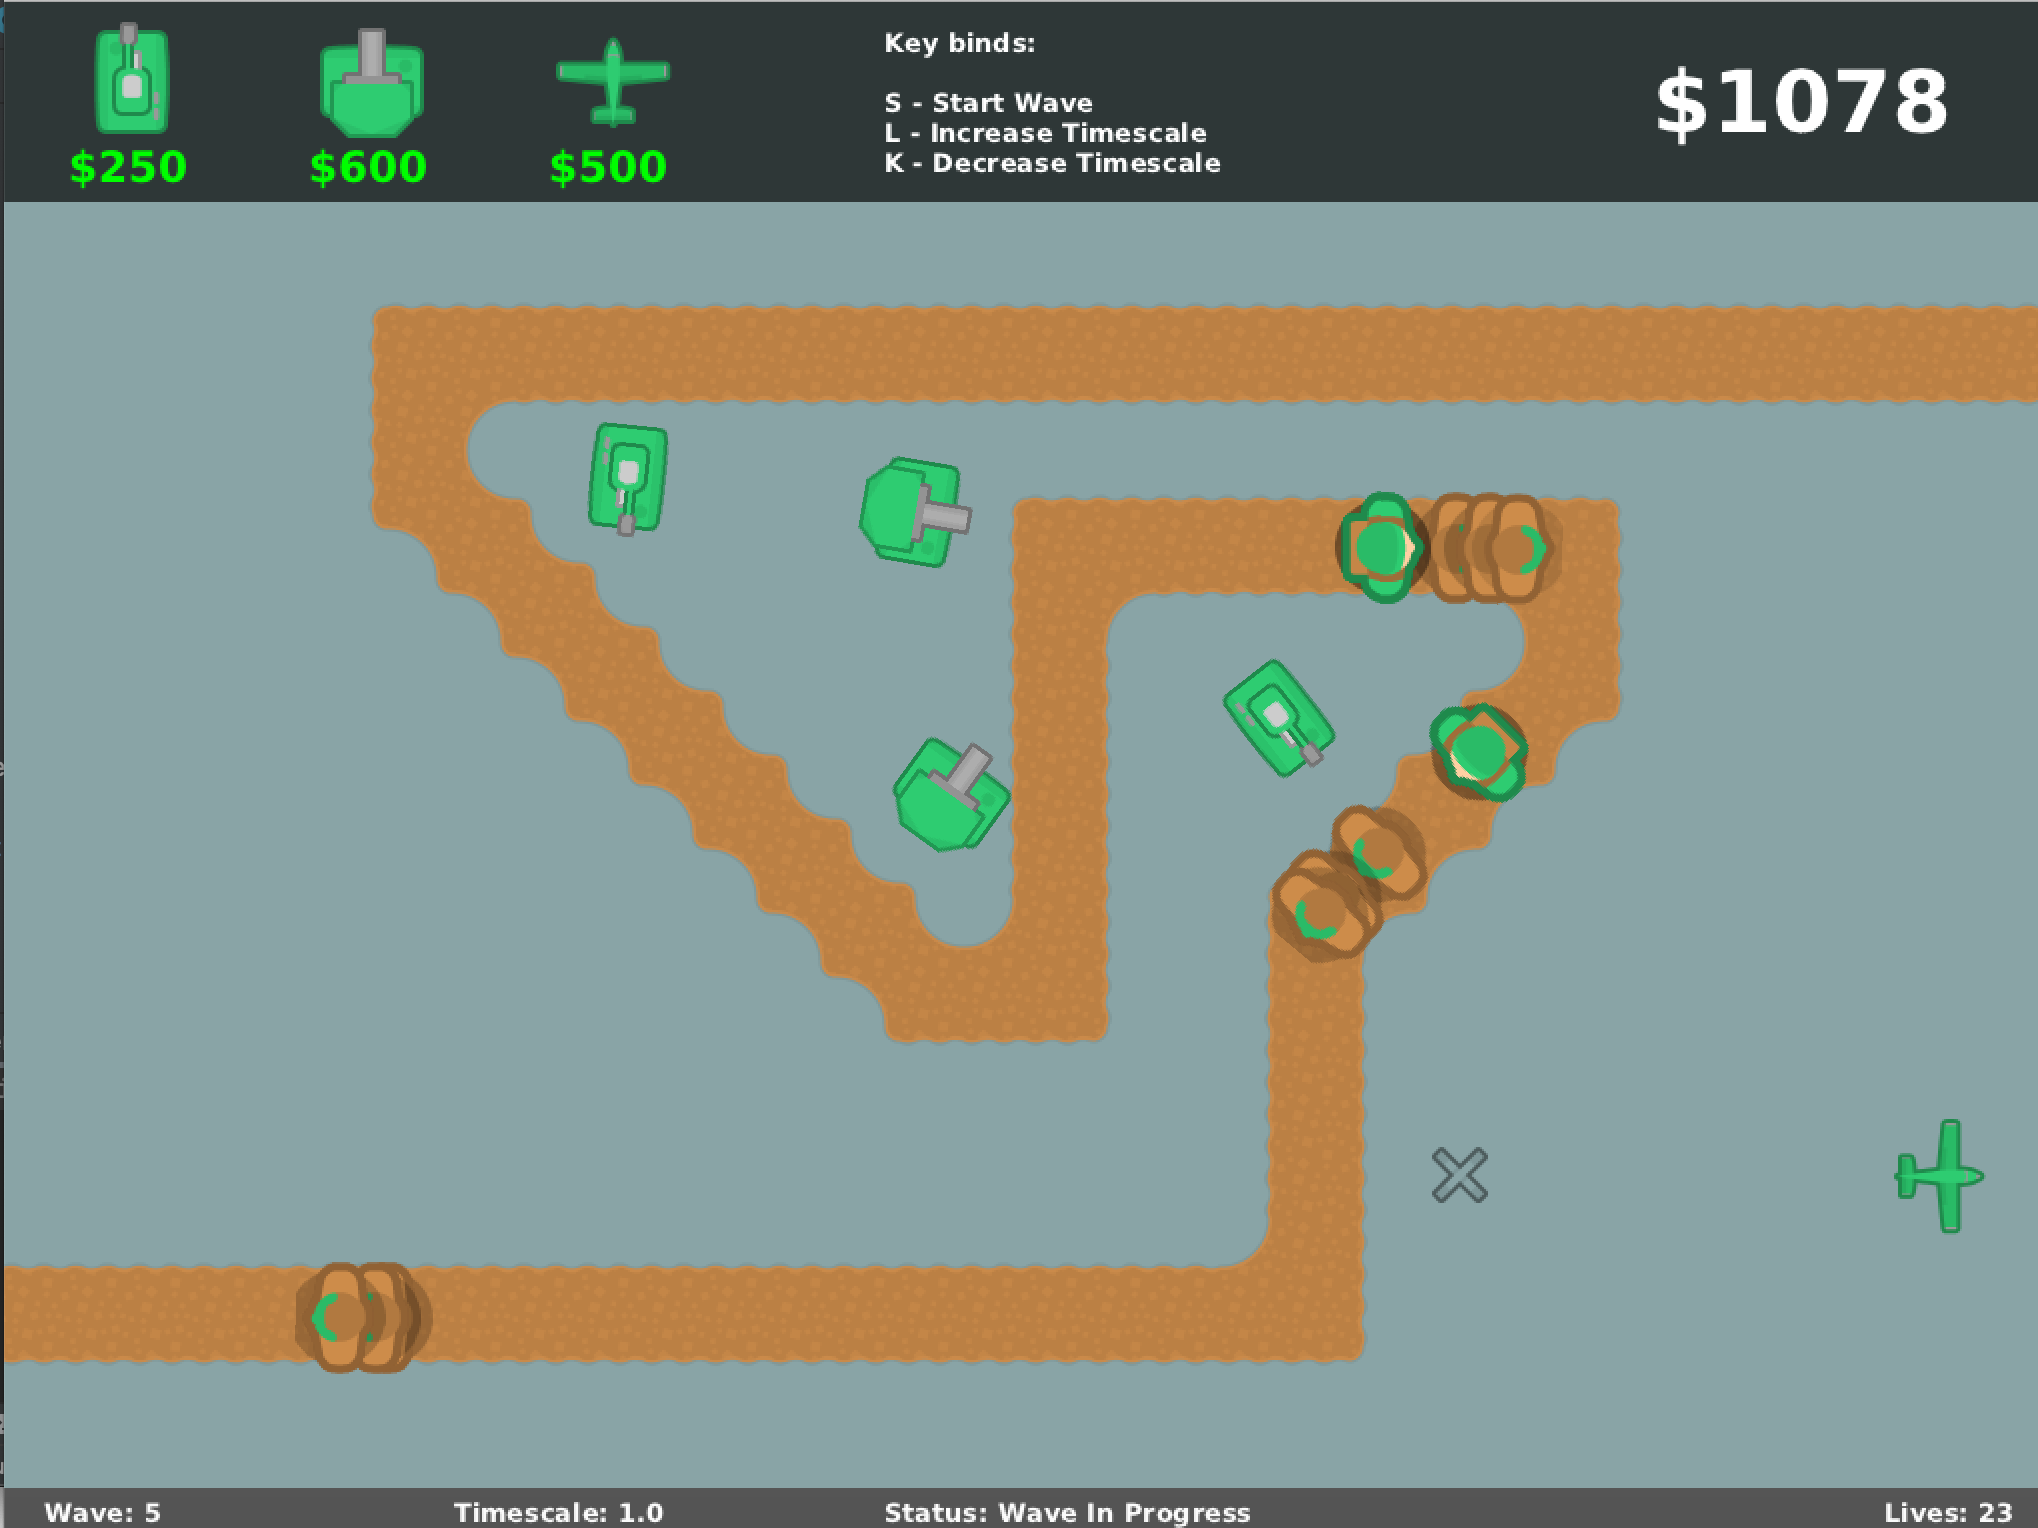 $250
$600
$500
Key binds:
S - Start Wave
L - Increase Timescale
K - Decrease Timescale
$1078
Wave: 5
Timescale: 1.0
Status: Wave In Progress
Lives: 23